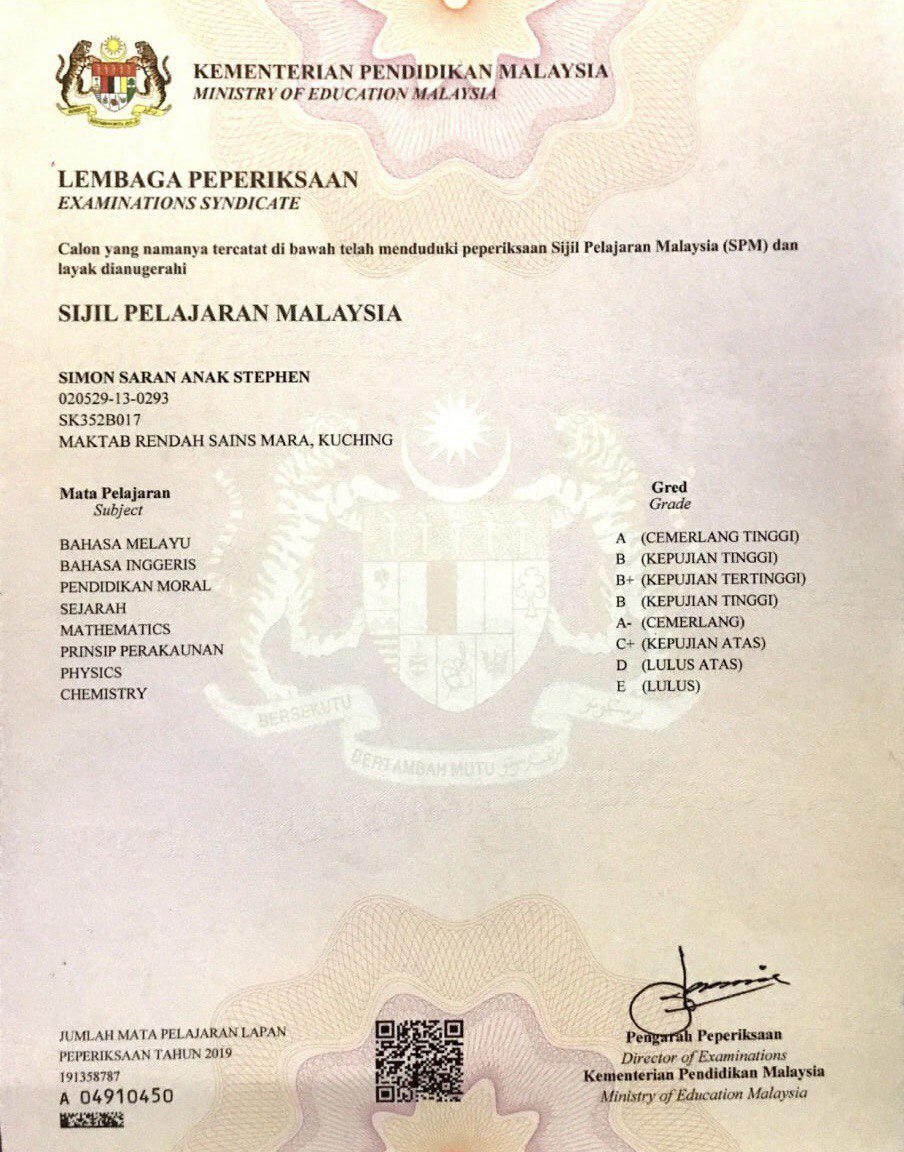 KEMENTERIAN PENDIDIKAN MALAYSIA
MINISTRY OF EDUCATION MALAYSIA
LEMBAGA PEPERIKSAAN
EXAMINATIONS SYNDICATE
Calon yang namanya tercatat di bawah telah menduduki peperiksaan Sijil Pelajaran Malaysia (SPM) dan
layak dianugerahi
SIJIL PELAJARAN MALAYSIA
SIMON SARAN ANAK STEPHEN
020529-13-0293
SK352B017
MAKTAB RENDAH SAINS MARA, KUCHING
Mata Pelajaran Gred
Subject Grade
BAHASA MELAYU A (CEMERLANG TINGGI)
BAHASA INGGERIS B (KEPUJIAN TINGGI)
PENDIDIKAN MORAL B+ (KEPUJIAN TERTINGGI)
SEJARAH B (KEPUJIAN TINGGI)
MATHEMATICS A- (CEMERLANG)
PRINSIP PERAKAUNAN C+ (KEPUJIAN ATAS)
PHYSICS D (LULUS ATAS)
CHEMISTRY E (LULUS)
BERSEKUTU
BERTAMBAH MUTU
JUMLAH MATA PELAJARAN LAPAN
PEPERIKSAAN TAHUN 2019
191358787
A 04910450
Pengarah Peperiksaan
Director of Examinations
Kementerian Pendidikan Malaysia
Ministry of Education Malaysia